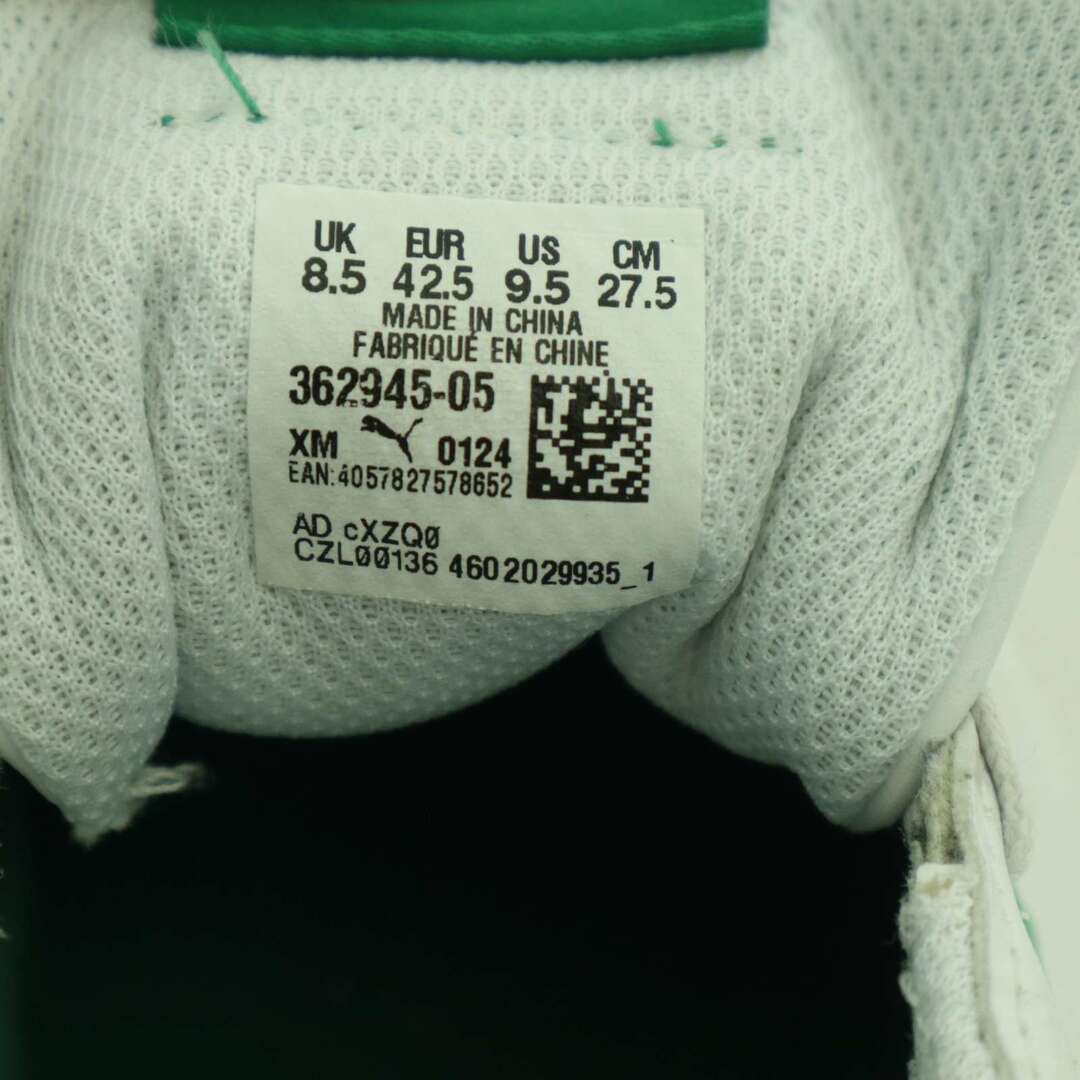 UK EUR US CM
8.5 42.5 9.5 27.5
MADE IN CHINA
FABRIQUÉ EN CHINE
362945-05
XM 0124
EAN:4057827578652
AD cXZQ0
CZL00136 4602029935_1